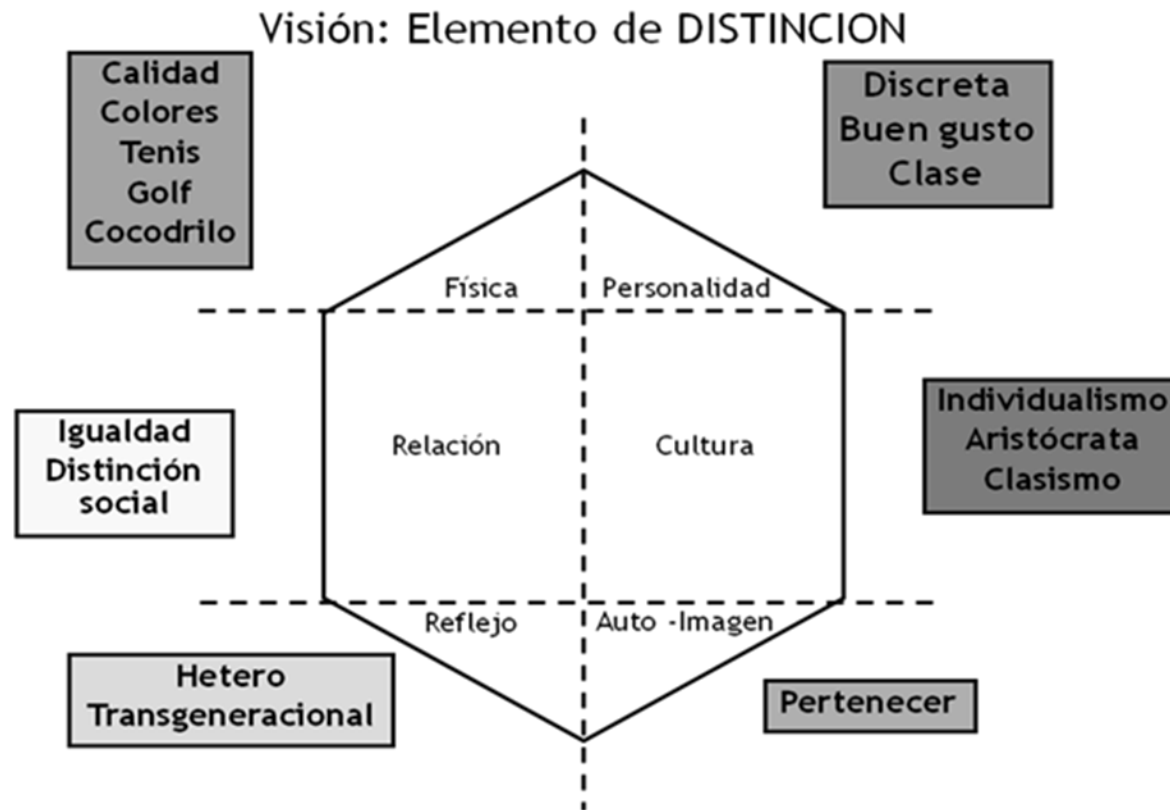 Visión: Elemento de DISTINCION
Calidad
Colores
Tenis
Golf
Cocodrilo
Discreta
Buen gusto
Clase
Física
Personalidad
Igualdad
Distinción
social
Relación
Cultura
Individualismo
Aristócrata
Clasismo
Reflejo
Auto -Imagen
Hetero
Transgeneracional
Pertenecer